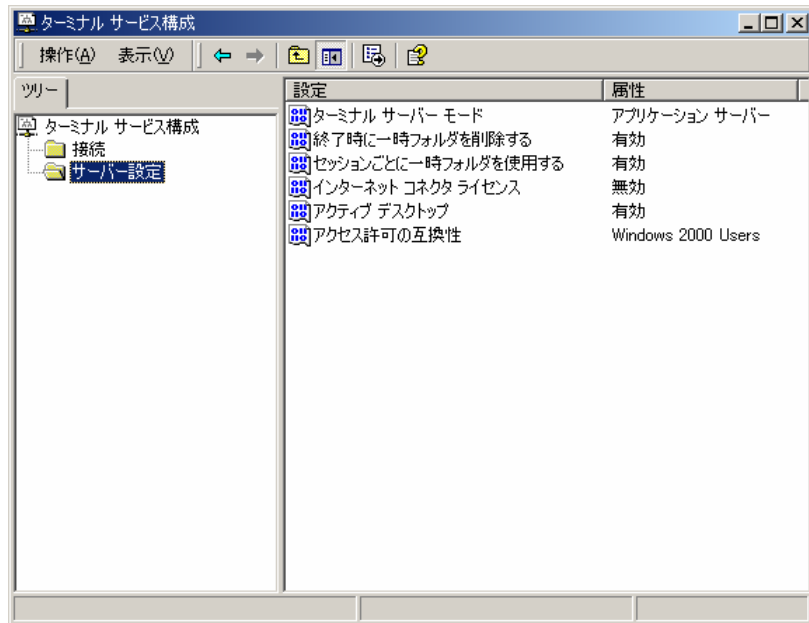 ターミナル サービス構成
操作(A) 表示(V)
ツリー
ターミナル サービス構成
接続
サーバー設定
設定 属性
ターミナル サーバー モード アプリケーション サーバー
終了時に一時フォルダを削除する 有効
セッションごとに一時フォルダを使用する 有効
インターネット コネクタ ライセンス 無効
アクティブ デスクトップ 有効
アクセス許可の互換性 Windows 2000 Users